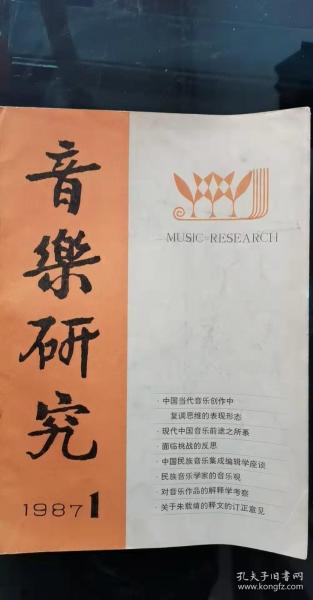 音樂研究
1987 1
MUSIC RESEARCH
·中国当代音乐创作中
复调思维的表现形态
·现代中国音乐前途之所系
·面临挑战的反思
·中国民族音乐集成编辑学座谈
·民族音乐学家的音乐观
·对音乐作品的解释学考察
·关于朱载堉的释文的订正意见
孔夫子旧书网